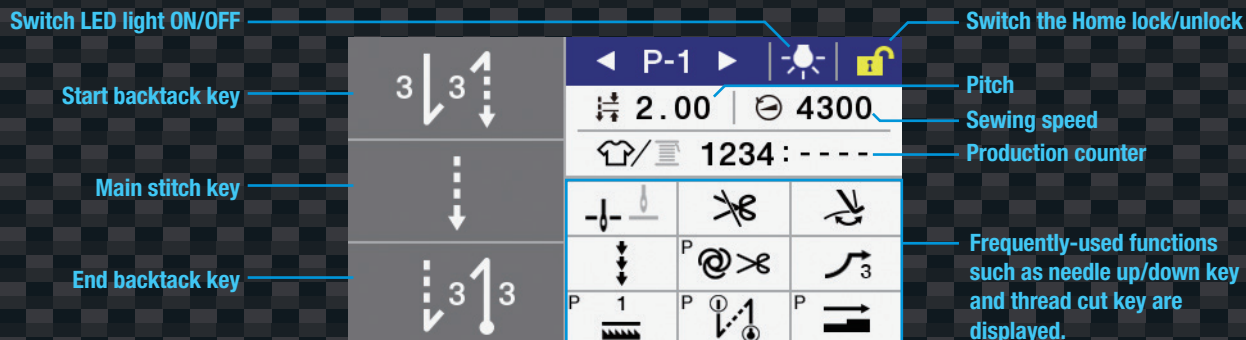 Switch LED light ON/OFF
Switch the Home lock/unlock
P-1
Start backtack key
3 3
Pitch
2.00 4300
Sewing speed
1234:----
Production counter
Main stitch key
Frequently-used functions
such as needle up/down key
and thread cut key are
displayed.
End backtack key
3 3
P
3
P 1 P P